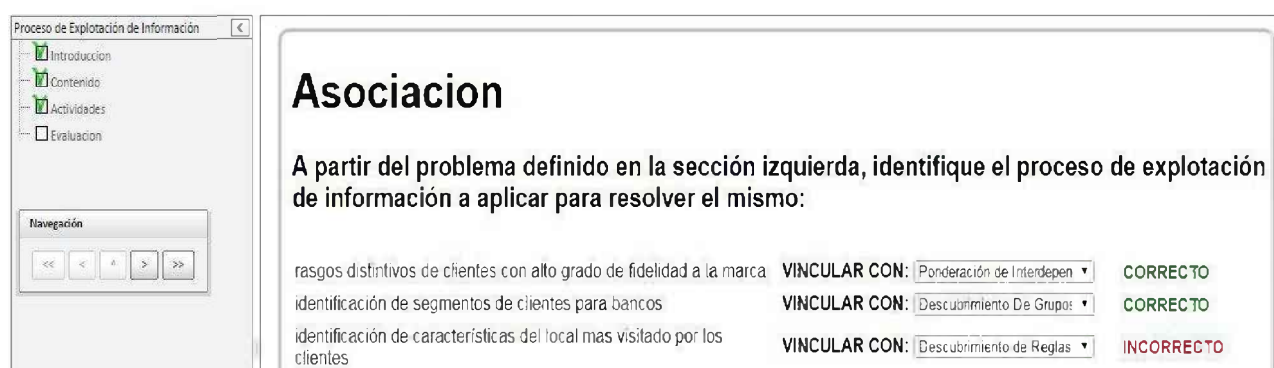 Proceso de Explotación de Información
Introduccion
Contenido
Actividades
Evaluacion
Navegación
<< < ^ > >>
Asociacion
A partir del problema definido en la sección izquierda, identifique el proceso de explotación
de información a aplicar para resolver el mismo:
rasgos distintivos de clientes con alto grado de fidelidad a la marca VINCULAR CON: Ponderación de Interdepen CORRECTO
identificación de segmentos de clientes para bancos VINCULAR CON: Descubrimiento De Grupos CORRECTO
identificación de características del local mas visitado por los
clientes VINCULAR CON: Descubrimiento de Reglas INCORRECTO